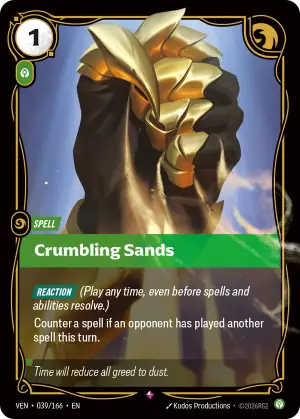 1
SPELL
Crumbling Sands
REACTION (Play any time, even before spells and
abilities resolve.)
Counter a spell if an opponent has played another
spell this turn.
Time will reduce all greed to dust.
VEN • 039/166 • EN
Kudos Productions • ©2026RGI